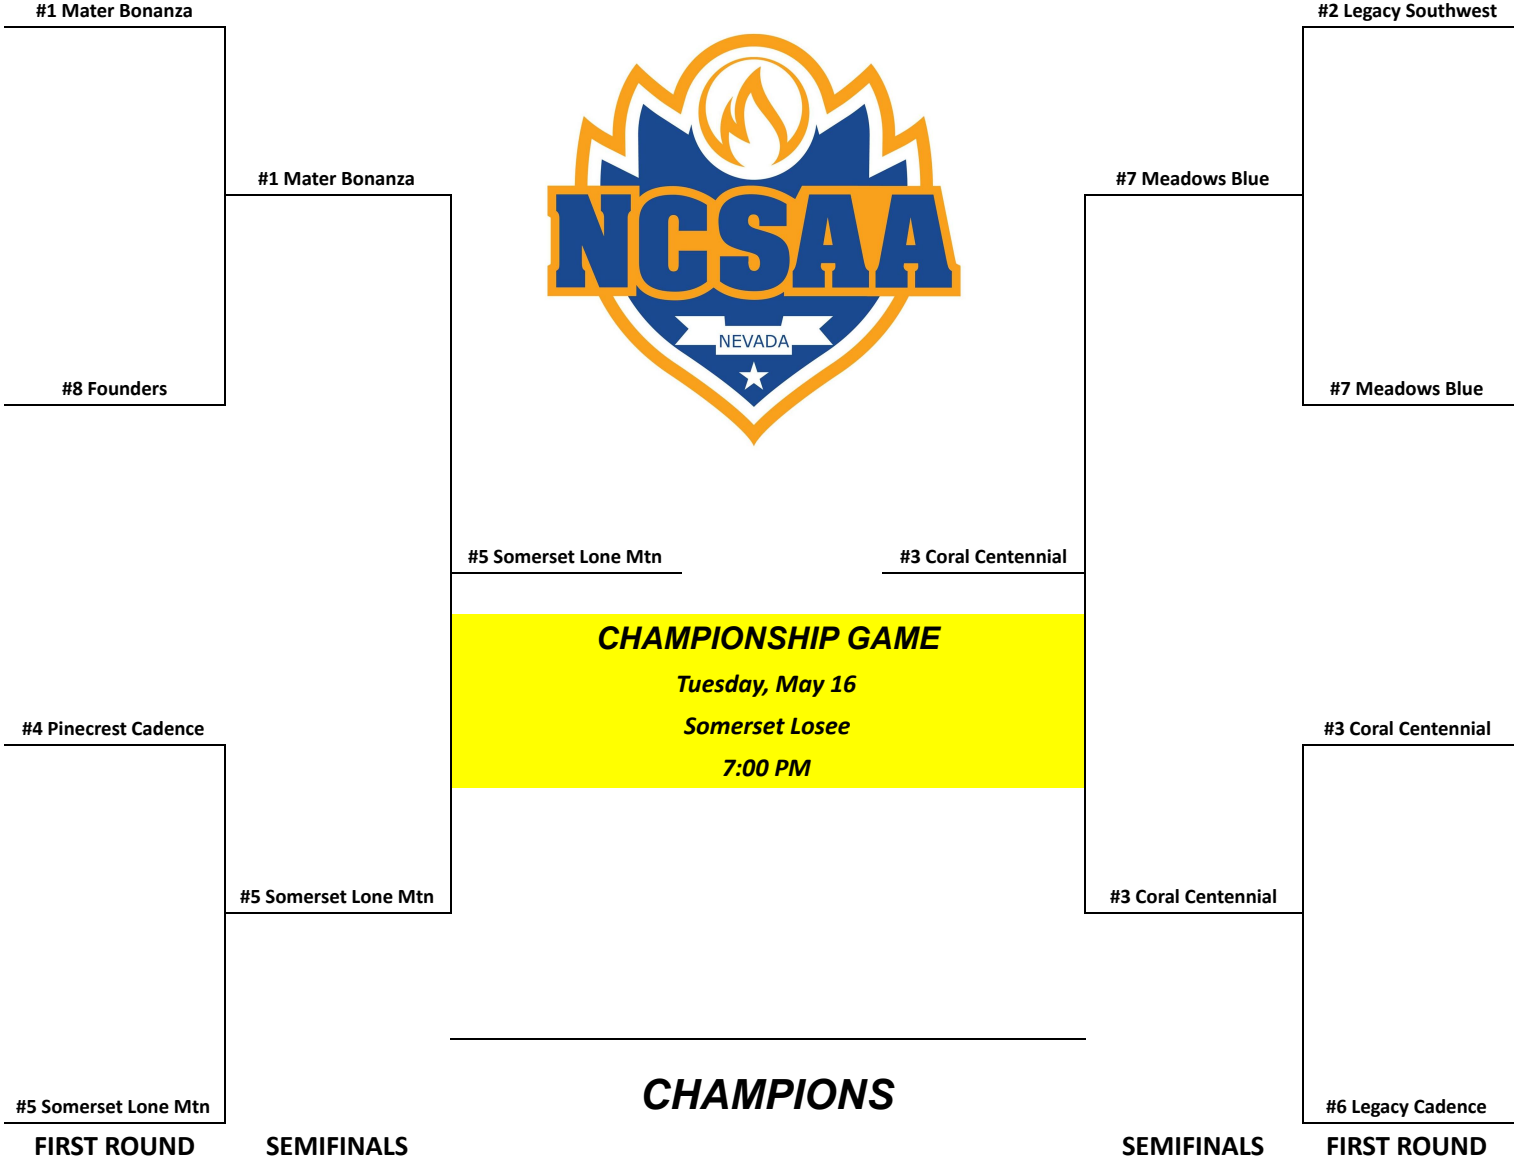 #1 Mater Bonanza
#2 Legacy Southwest
#1 Mater Bonanza
#7 Meadows Blue
NCSAA
NEVADA
#8 Founders
#7 Meadows Blue
#5 Somerset Lone Mtn
#3 Coral Centennial
CHAMPIONSHIP GAME
Tuesday, May 16
Somerset Losee
7:00 PM
#4 Pinecrest Cadence
#3 Coral Centennial
#5 Somerset Lone Mtn
#3 Coral Centennial
CHAMPIONS
#5 Somerset Lone Mtn
#6 Legacy Cadence
FIRST ROUND
SEMIFINALS
SEMIFINALS
FIRST ROUND